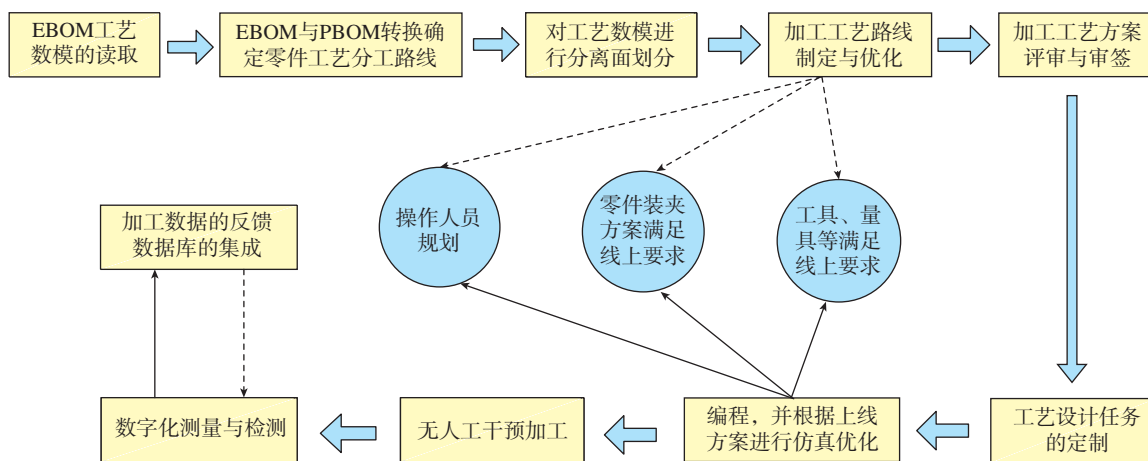 EBOM工艺
数模的读取
EBOM与PBOM转换确
定零件工艺分工路线
对工艺数模进
行分离面划分
加工工艺路线
制定与优化
加工工艺方案
评审与审签
操作人员
规划
零件装夹
方案满足
线上要求
工具、量
具等满足
线上要求
加工数据的反馈
数据库的集成
数字化测量与检测
无人工干预加工
编程，并根据上线
方案进行仿真优化
工艺设计任务
的定制